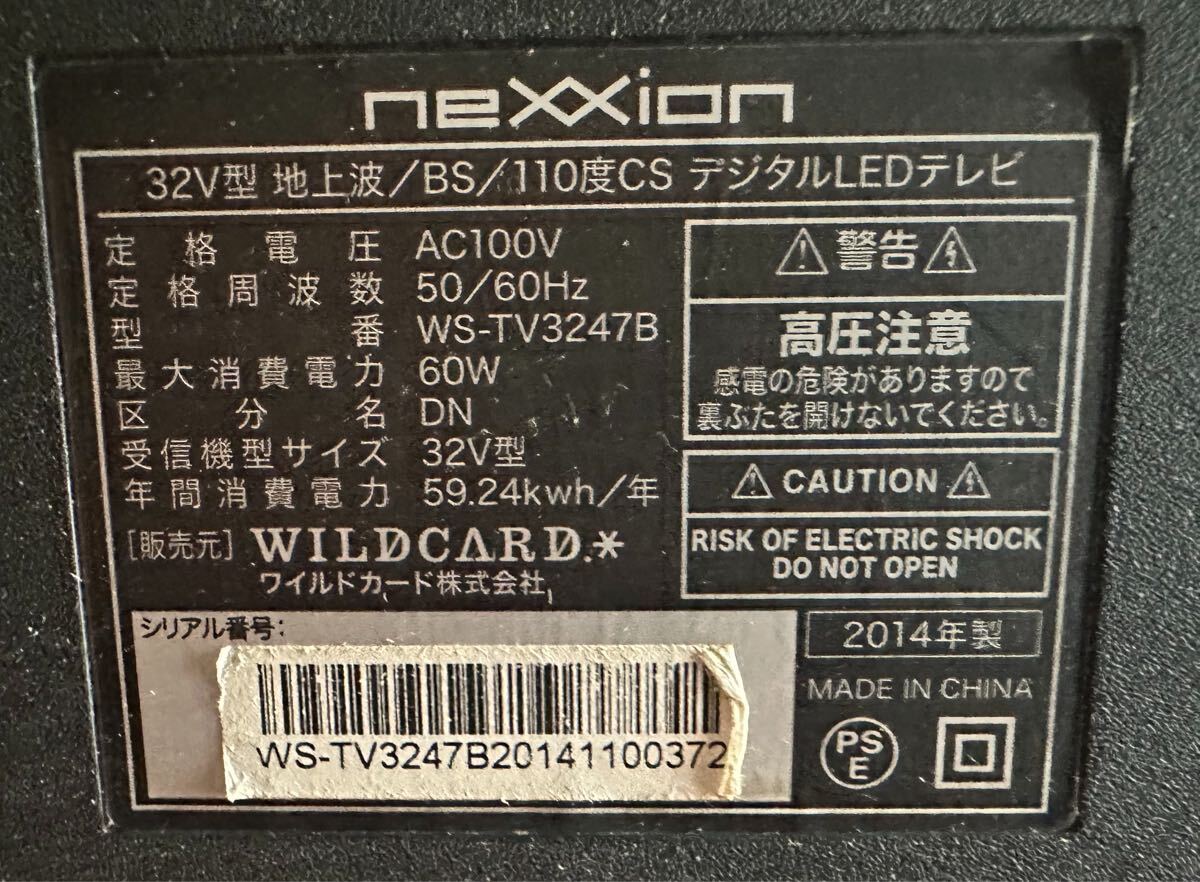 nexxion
32V型 地上波/BS/110度CS デジタルLEDテレビ
定格電圧 AC100V
定格周波数 50/60Hz
型番 WS-TV3247B
最大消費電力 60W
区分名 DN
受信機型サイズ 32V型
年間消費電力 59.24kwh/年
[販売元] WILDCARD.*
ワイルドカード株式会社
警告
高圧注意
感電の危険がありますので
裏ぶたを開けないでください。
CAUTION
RISK OF ELECTRIC SHOCK
DO NOT OPEN
シリアル番号:
WS-TV3247B20141100372
2014年製
MADE IN CHINA
PS
E